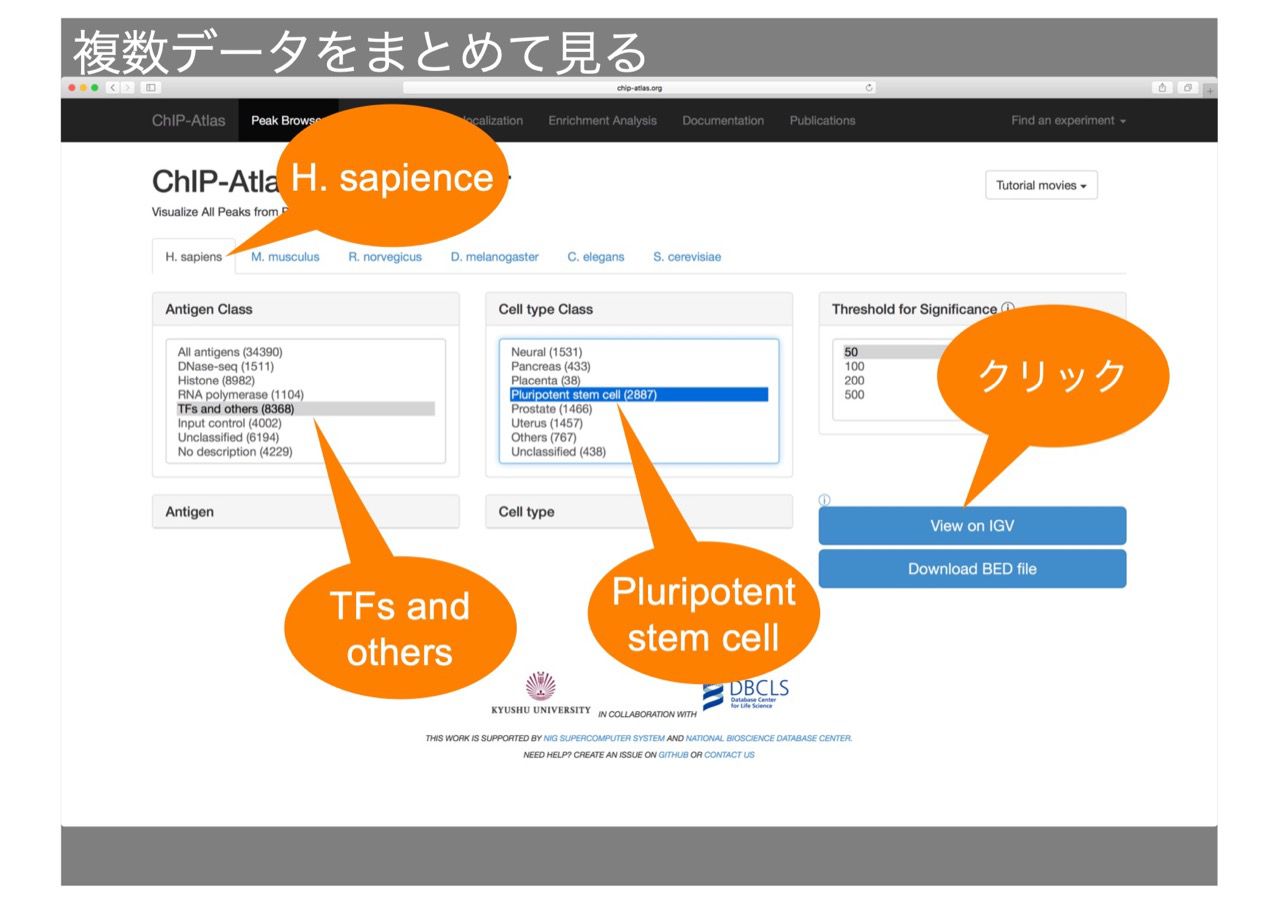 複数データをまとめて見る
chip-atlas.org
ChIP-Atlas Peak Browse localization Enrichment Analysis Documentation Publications Find an experiment
ChIP-Atla
H. sapience
Tutorial movies
Visualize All Peaks from
H. sapiens M. musculus R. norvegicus D. melanogaster C. elegans S. cerevisiae
Antigen Class
All antigens (34390)
DNase-seq (1511)
Histone (8982)
RNA polymerase (1104)
TFs and others (8368)
Input control (4002)
Unclassified (6194)
No description (4229)
Cell type Class
Neural (1531)
Pancreas (433)
Placenta (38)
Pluripotent stem cell (2887)
Prostate (1466)
Uterus (1457)
Others (767)
Unclassified (438)
Threshold for Significance
50
100
200
500
クリック
Antigen
Cell type
View on IGV
Download BED file
TFs and
others
Pluripotent
stem cell
KYUSHU UNIVERSITY IN COLLABORATION WITH
DBCLS
Database Center
for Life Science
THIS WORK IS SUPPORTED BY NIG SUPERCOMPUTER SYSTEM AND NATIONAL BIOSCIENCE DATABASE CENTER.
NEED HELP? CREATE AN ISSUE ON GITHUB OR CONTACT US